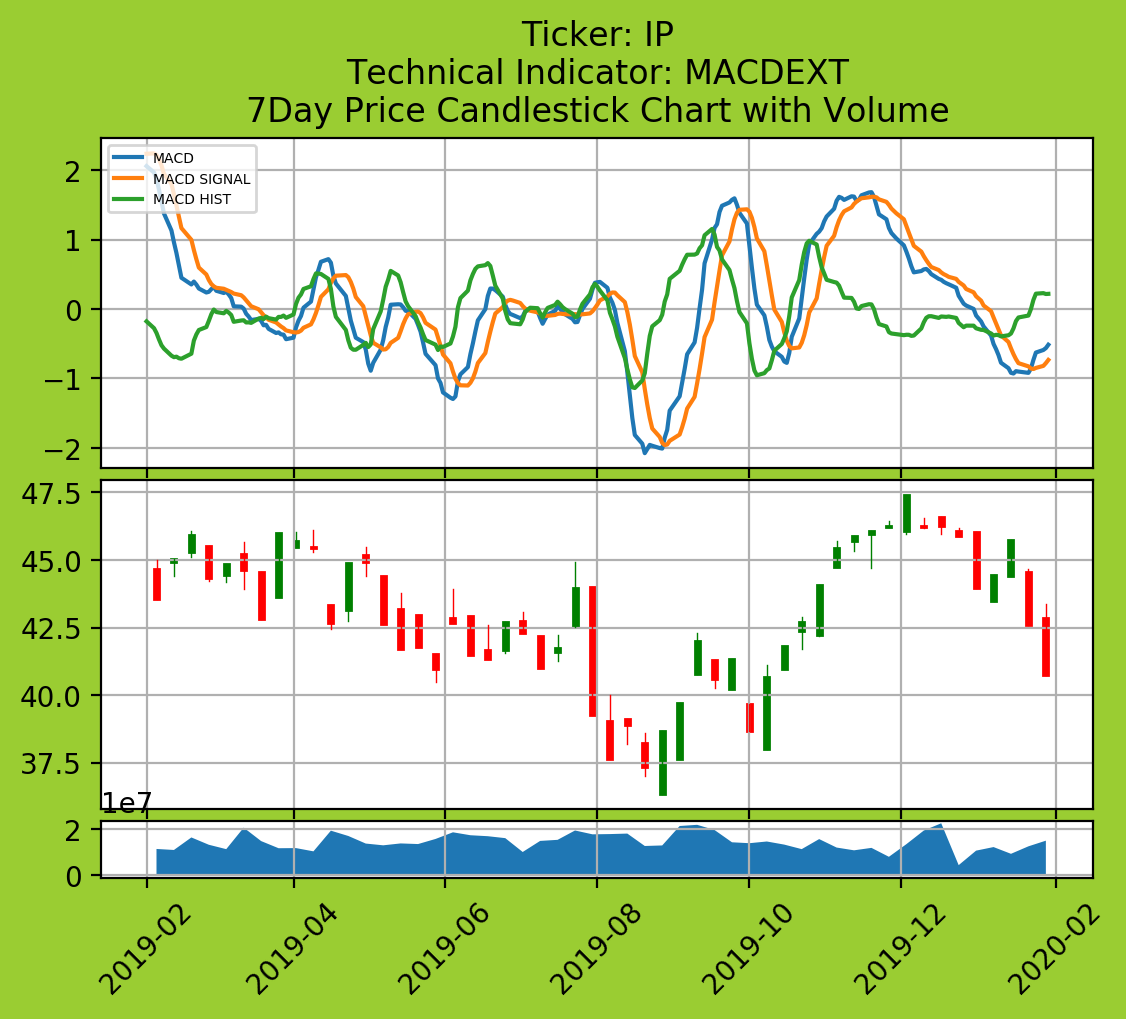 Ticker: IP
Technical Indicator: MACDEXT
7Day Price Candlestick Chart with Volume
MACD
MACD SIGNAL
MACD HIST
2
1
0
−1
−2
47.5
45.0
42.5
40.0
37.5
1e7
2
0
2019-02
2019-04
2019-06
2019-08
2019-10
2019-12
2020-02